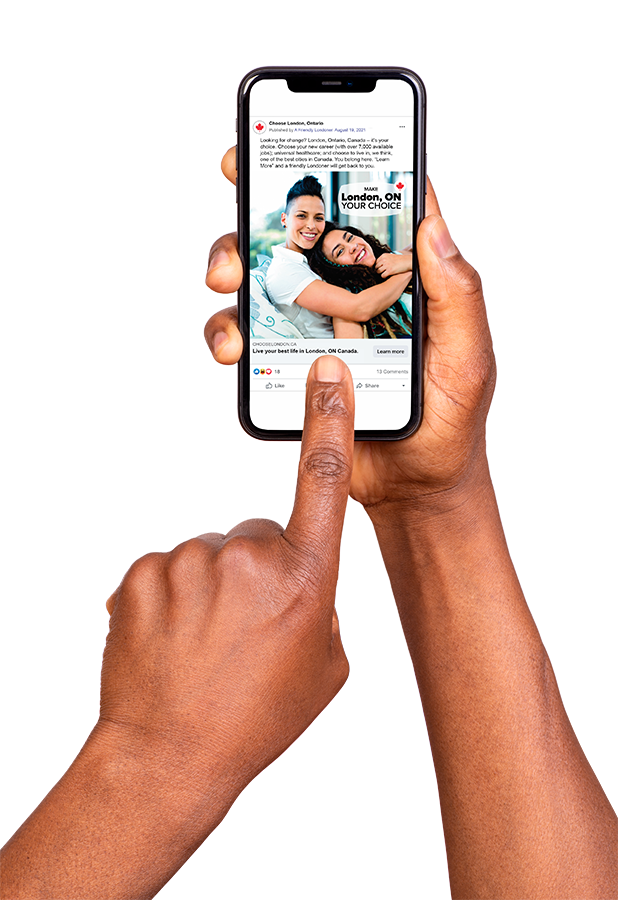 Choose London, Ontario
Published by A Friendly Londoner August 19, 2021
Looking for change? London, Ontario, Canada – it's your
choice. Choose your new career (with over 7,000 available
jobs); universal healthcare; and choose to live in, we think,
one of the best cities in Canada. You belong here. "Learn
More" and a friendly Londoner will get back to you.
MAKE
London, ON
YOUR CHOICE
CHOOSELONDON.CA
Live your best life in London, ON Canada.
Learn more
18
13 Comments
Like
Share